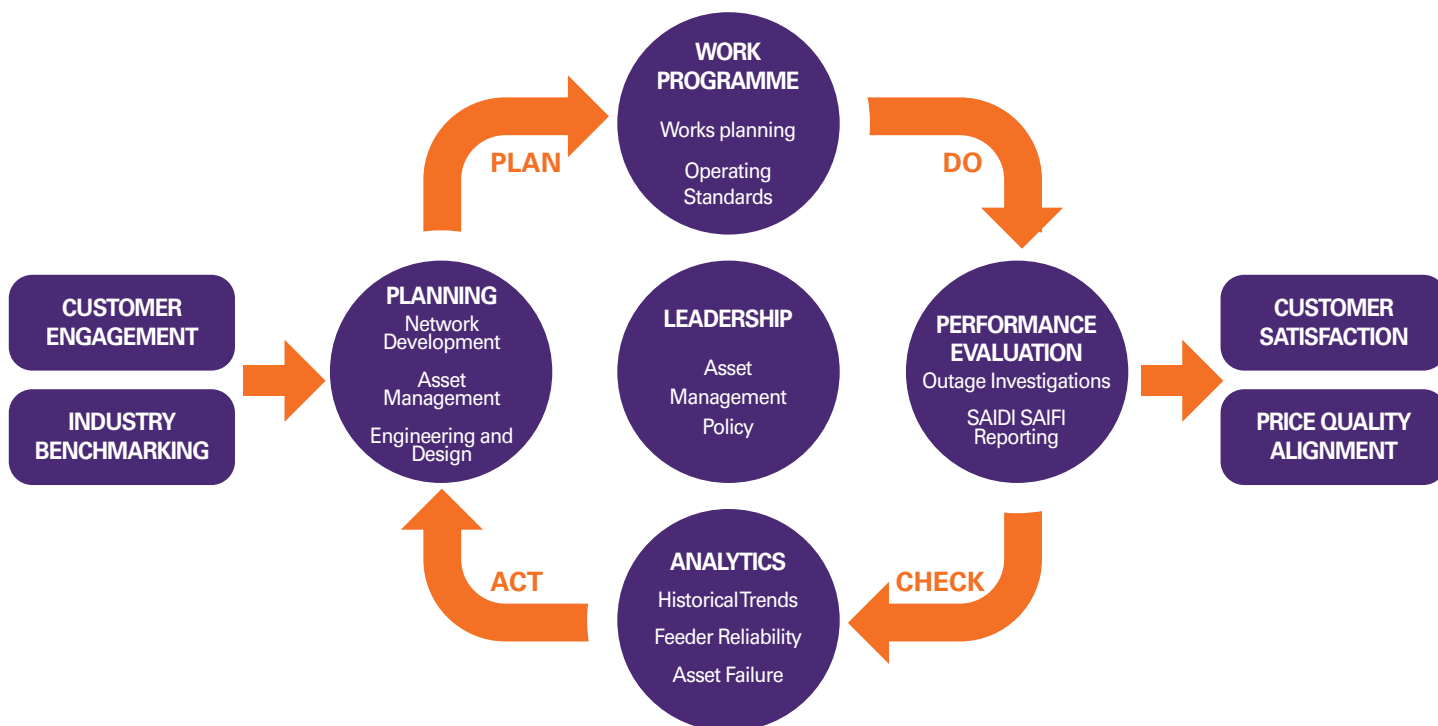 WORK
PROGRAMME
Works planning
Operating
Standards
PLAN
DO
CUSTOMER
ENGAGEMENT
INDUSTRY
BENCHMARKING
PLANNING
Network
Development
Asset
Management
Engineering and
Design
LEADERSHIP
Asset
Management
Policy
PERFORMANCE
EVALUATION
Outage Investigations
SAIDI SAIFI
Reporting
CUSTOMER
SATISFACTION
PRICE QUALITY
ALIGNMENT
ACT
CHECK
ANALYTICS
Historical Trends
Feeder Reliability
Asset Failure